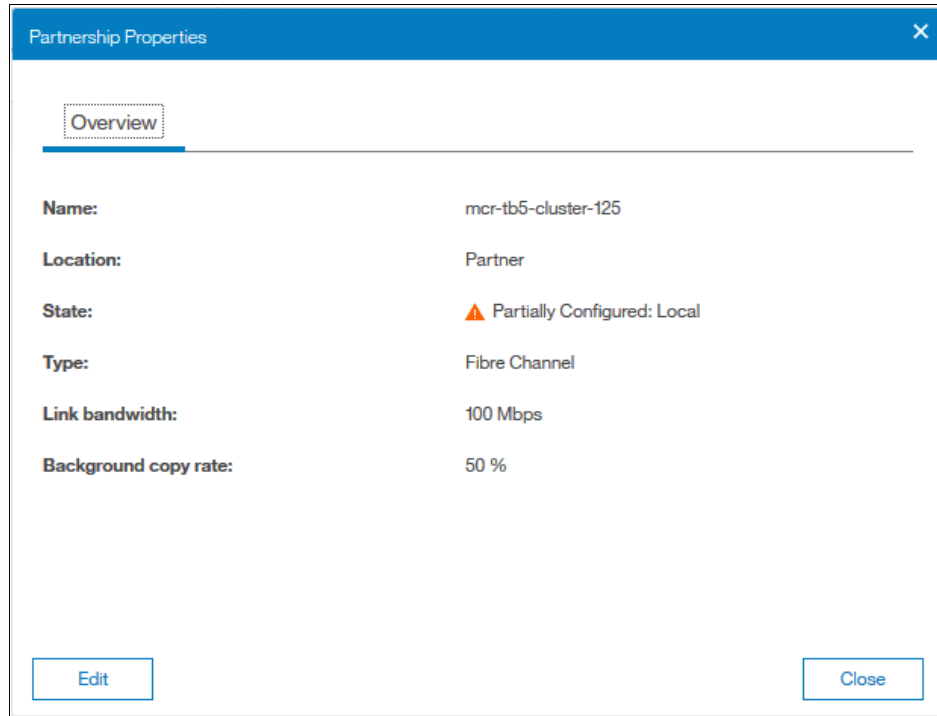 Partnership Properties
Overview
Name: mcr-tb5-cluster-125
Location: Partner
State: Partially Configured: Local
Type: Fibre Channel
Link bandwidth: 100 Mbps
Background copy rate: 50 %
Edit Close